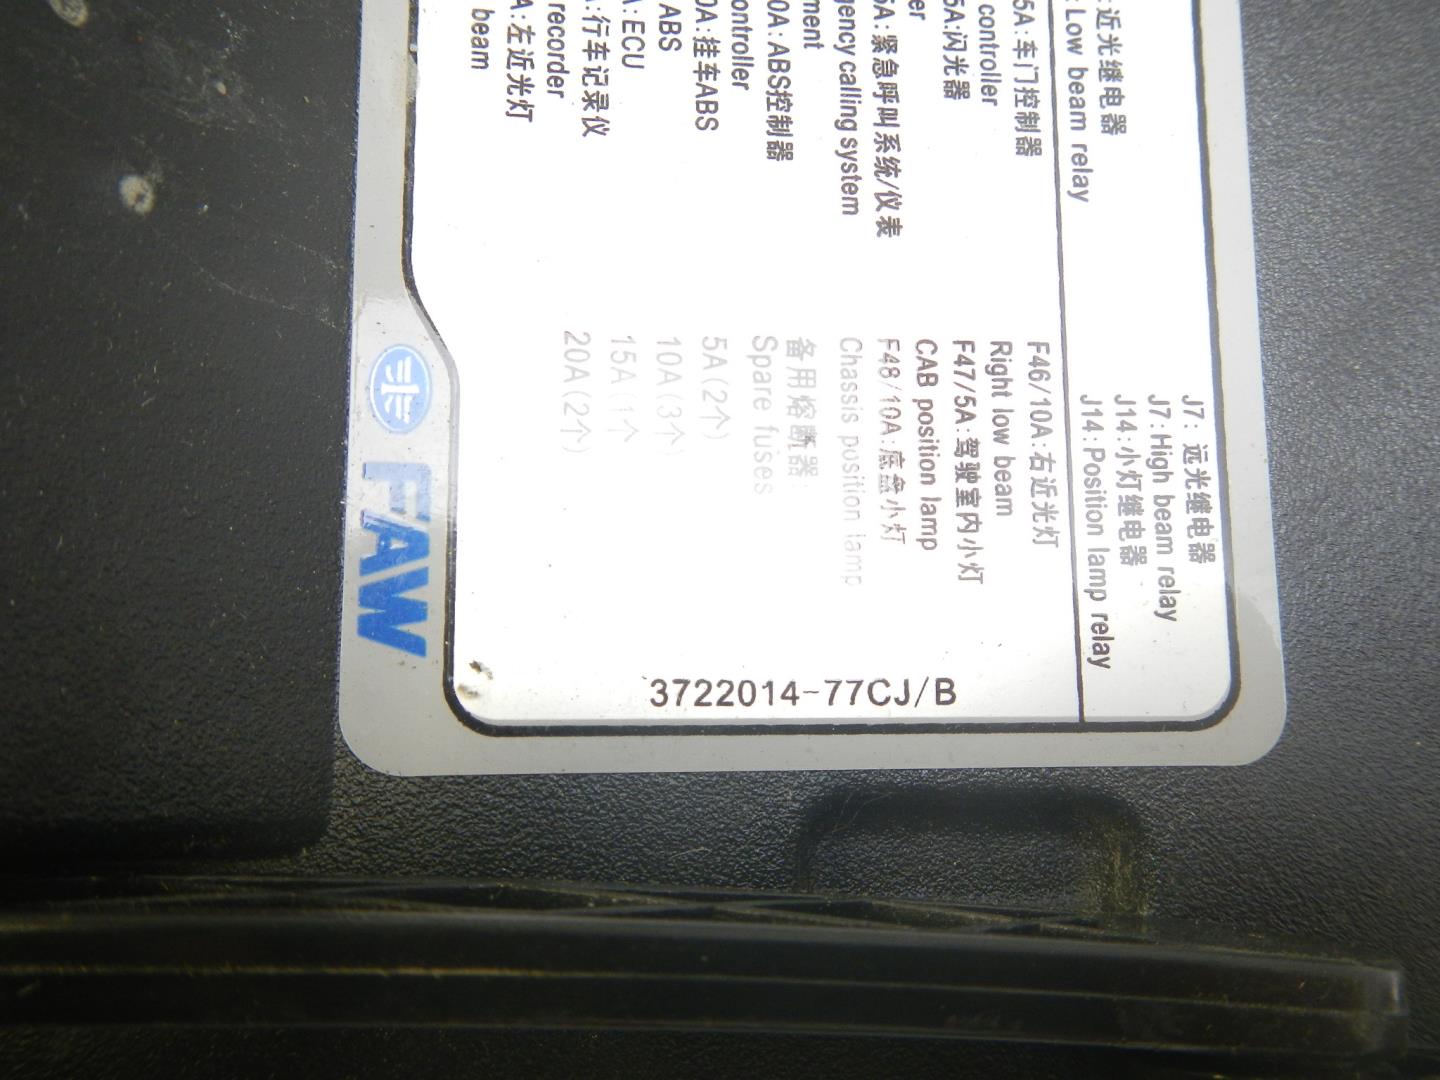 :近光继电器
: Low beam relay
J7: 远光继电器
J7:High beam relay
J14:小灯继电器
J14:Position lamp relay
5A:车门控制器
controller
5A:闪光器
er
5A:紧急呼叫系统/仪表
gency calling system
ment
0A:ABS控制器
ontroller
0A:挂车ABS
ABS
A:ECU
A:行车记录仪
recorder
A:左近光灯
beam
F46/10A:右近光灯
Right low beam
F47/5A:驾驶室内小灯
CAB position lamp
F48/10A:底盘小灯
Chassis position lamp
备用熔断器:
Spare fuses
5A(2个)
10A(3个)
15A(1个
20A(2个)
3722014-77CJ/B
FAW